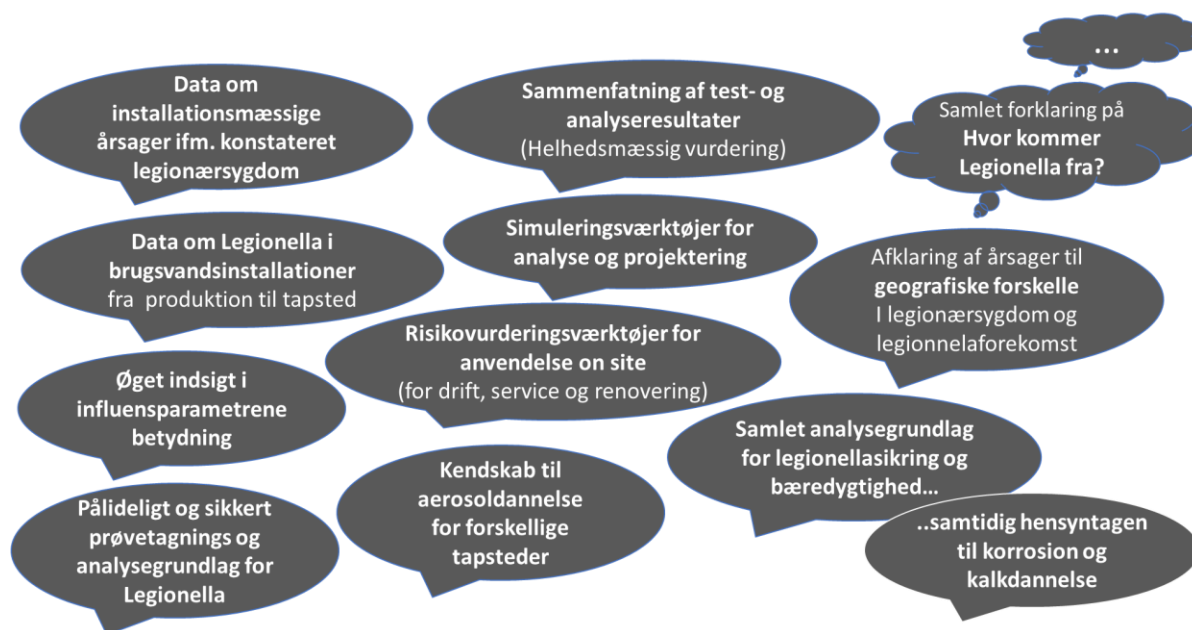 Data om
installationsmæssige
årsager ifm. konstateret
legionærsygdom
Sammenfatning af test- og
analyseresultater
(Helhedsmæssig vurdering)
...
Samlet forklaring på
Hvor kommer
Legionella fra?
Data om Legionella i
brugsvandsinstallationer
fra produktion til tapsted
Simuleringsværktøjer for
analyse og projektering
Afklaring af årsager til
geografiske forskelle
I legionærsygdom og
legionnelaforekomst
Risikovurderingsværktøjer for
anvendelse on site
(for drift, service og renovering)
Øget indsigt i
influensparametrene
betydning
Samlet analysegrundlag
for legionellasikring og
bæredygtighed...
Kendskab til
aerosoldannelse
for forskellige
tapsteder
Pålideligt og sikkert
prøvetagnings og
analysegrundlag for
Legionella
..samtidig hensyntagen
til korrosion og
kalkdannelse